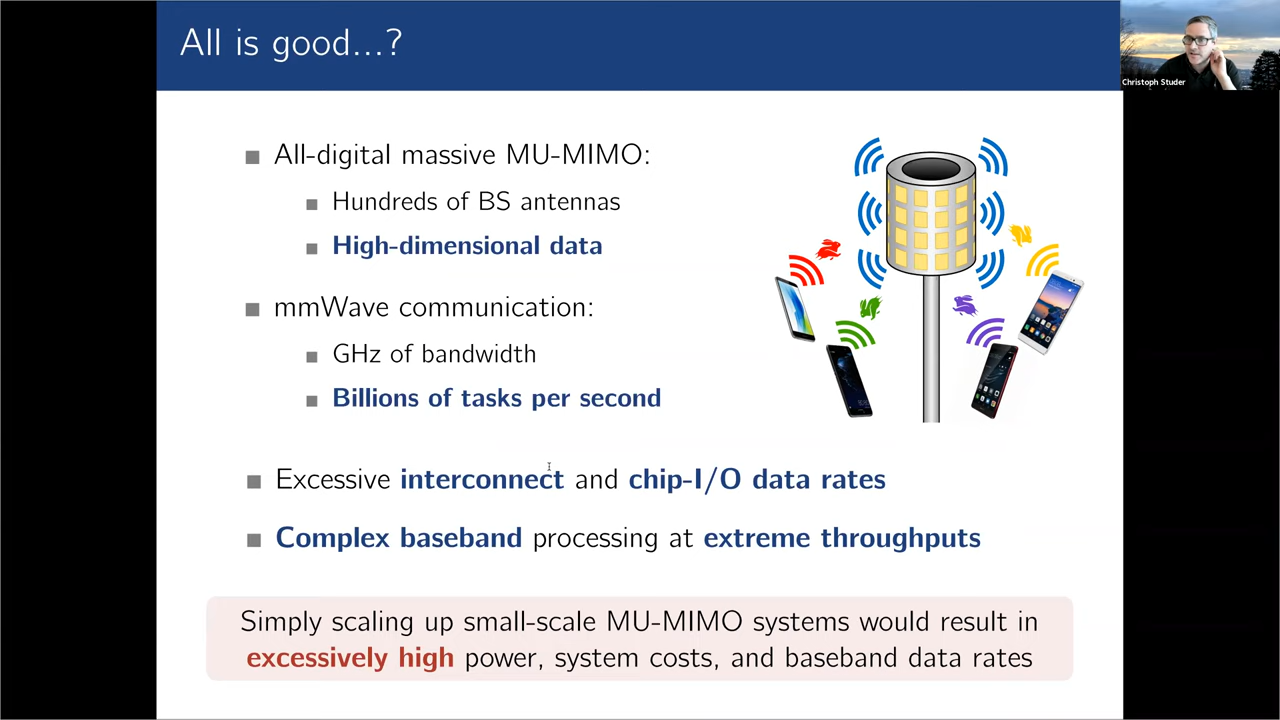 All is good...?
Christoph Studer
All-digital massive MU-MIMO:
Hundreds of BS antennas
High-dimensional data
mmWave communication:
GHz of bandwidth
Billions of tasks per second
Excessive interconnect and chip-I/O data rates
Complex baseband processing at extreme throughputs
Simply scaling up small-scale MU-MIMO systems would result in
excessively high power, system costs, and baseband data rates